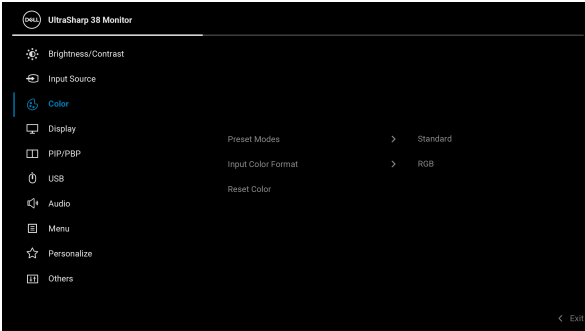 DELL UltraSharp 38 Monitor
Brightness/Contrast
Input Source
Color
Display
PIP/PBP
USB
Audio
Menu
Personalize
Others
Preset Modes > Standard
Input Color Format > RGB
Reset Color
< Exit